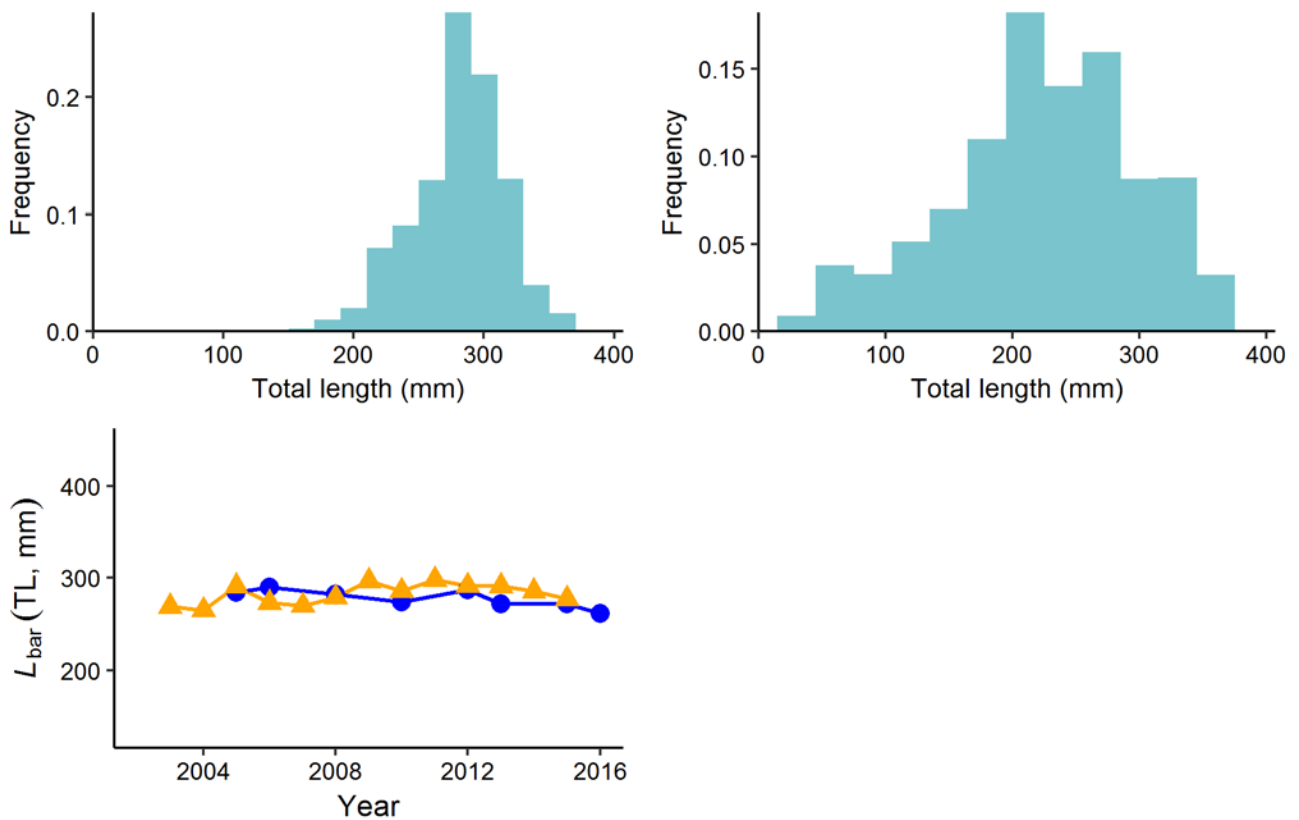 0.2
0.1
0.0
Frequency
0 100 200 300 400
Total length (mm)
0.15
0.10
0.05
0.00
Frequency
0 100 200 300 400
Total length (mm)
400
300
200
Lbar (TL, mm)
2004 2008 2012 2016
Year